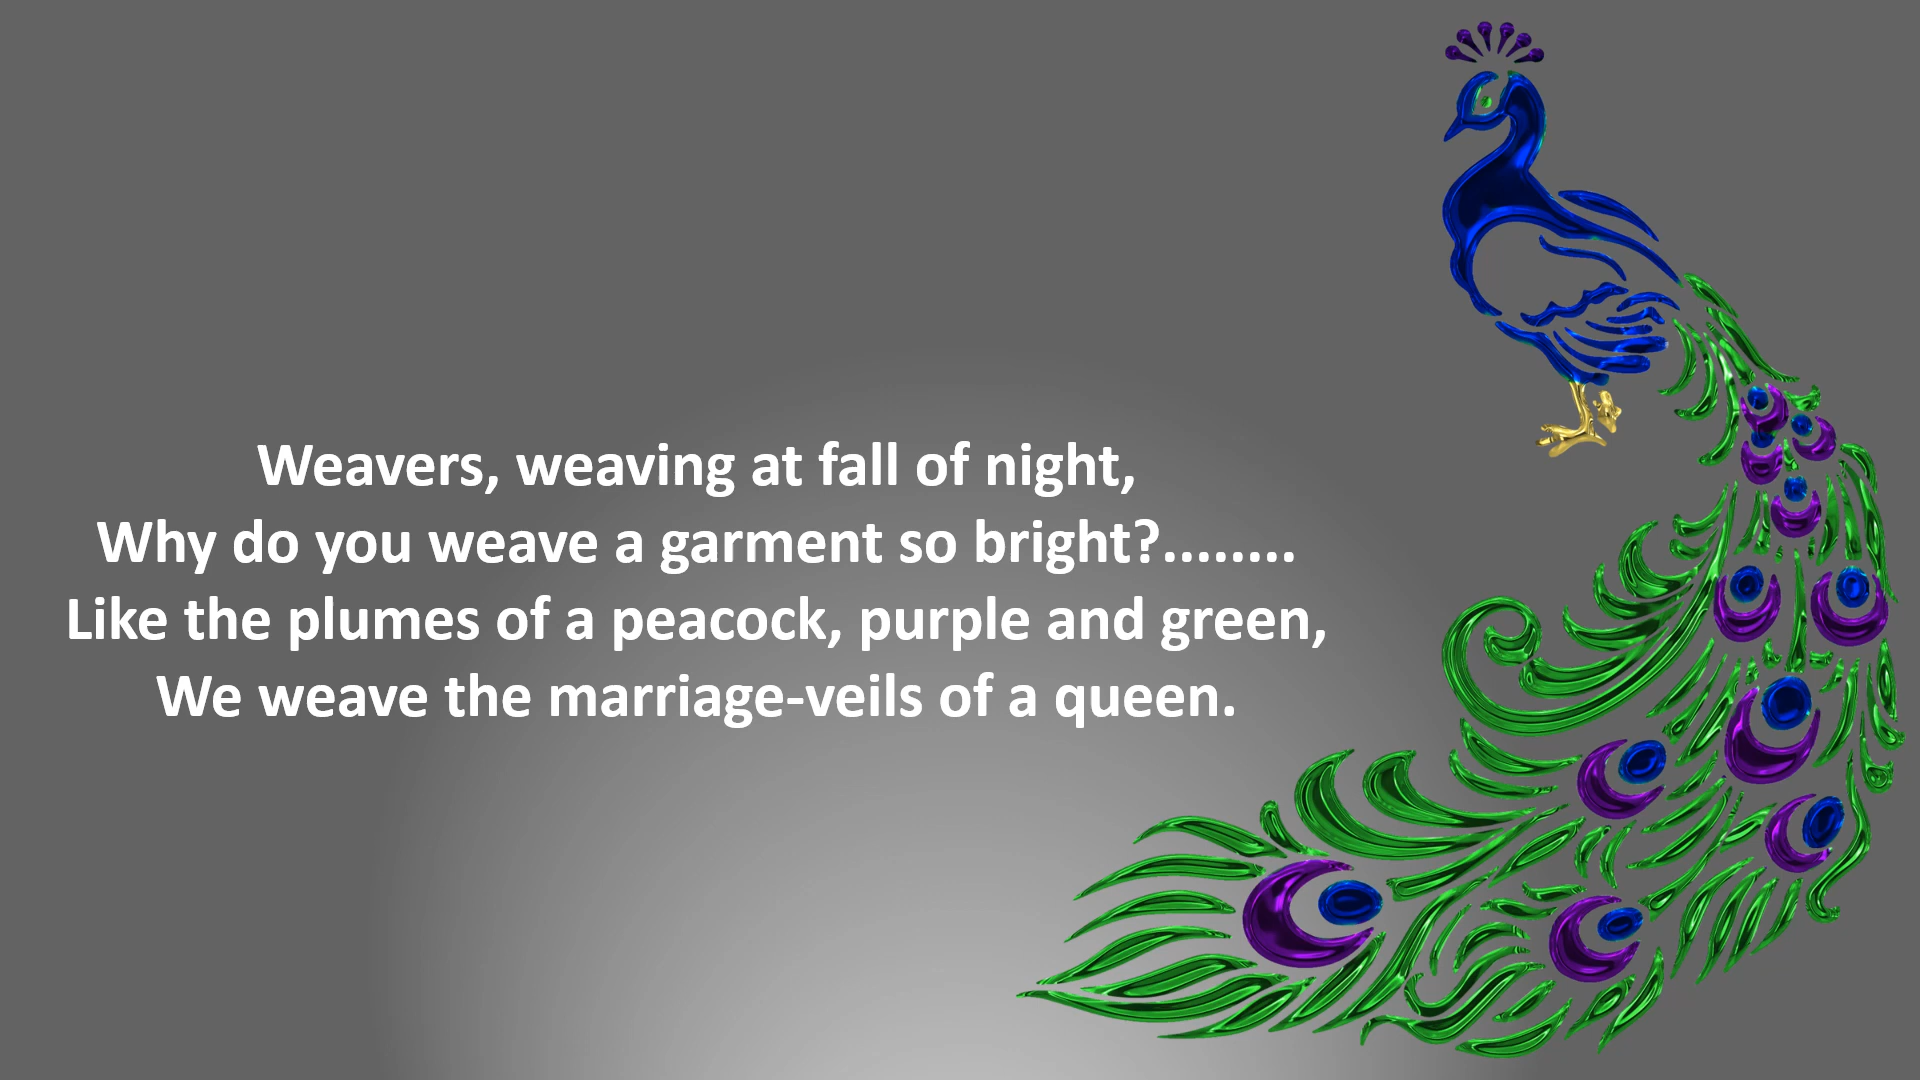 Weavers, weaving at fall of night,
Why do you weave a garment so bright?........
Like the plumes of a peacock, purple and green,
We weave the marriage-veils of a queen.